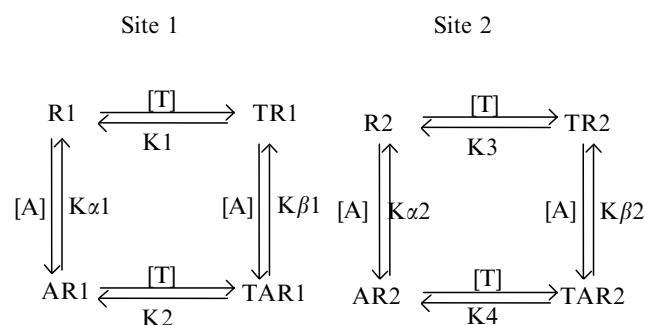 Site 1 Site 2
[T] [T]
R1 TR1 R2 TR2
K1 K3
[A] Kα1 [A] Kβ1 [A] Kα2 [A] Kβ2
[T] [T]
AR1 TAR1 AR2 TAR2
K2 K4